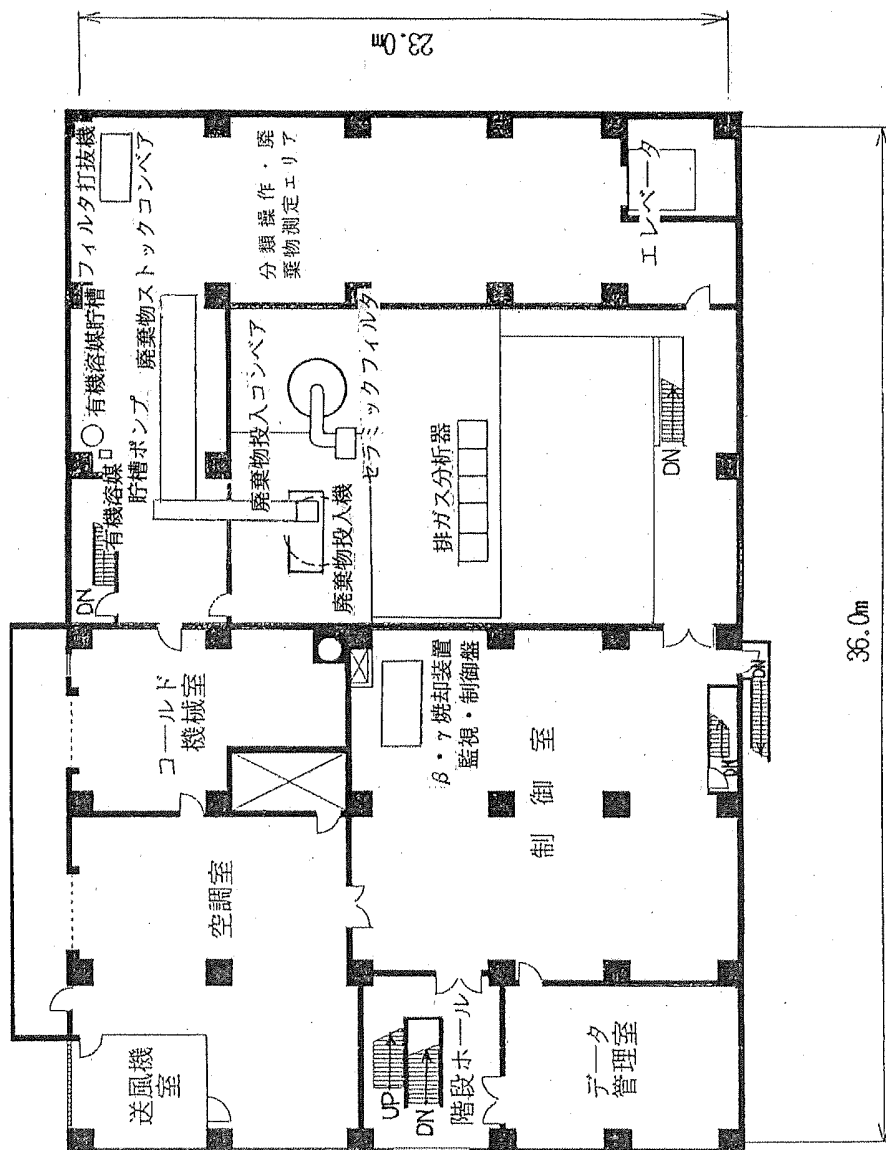 23.0m
36.0m
フィルタ打抜機
有機溶媒貯槽
廃棄物ストックコンベア
有機溶媒
貯槽ポンプ
分類操作・廃
棄物測定エリア
エレベータ
廃棄物投入コンベア
セラミックフィルタ
廃棄物投入機
排ガス分析器
DN
DN
コールド
機械室
β・γ焼却装置
監視・制御盤
制御室
DN
DN
空調室
送風機
室
UP
DN
階段ホール
データ
管理室